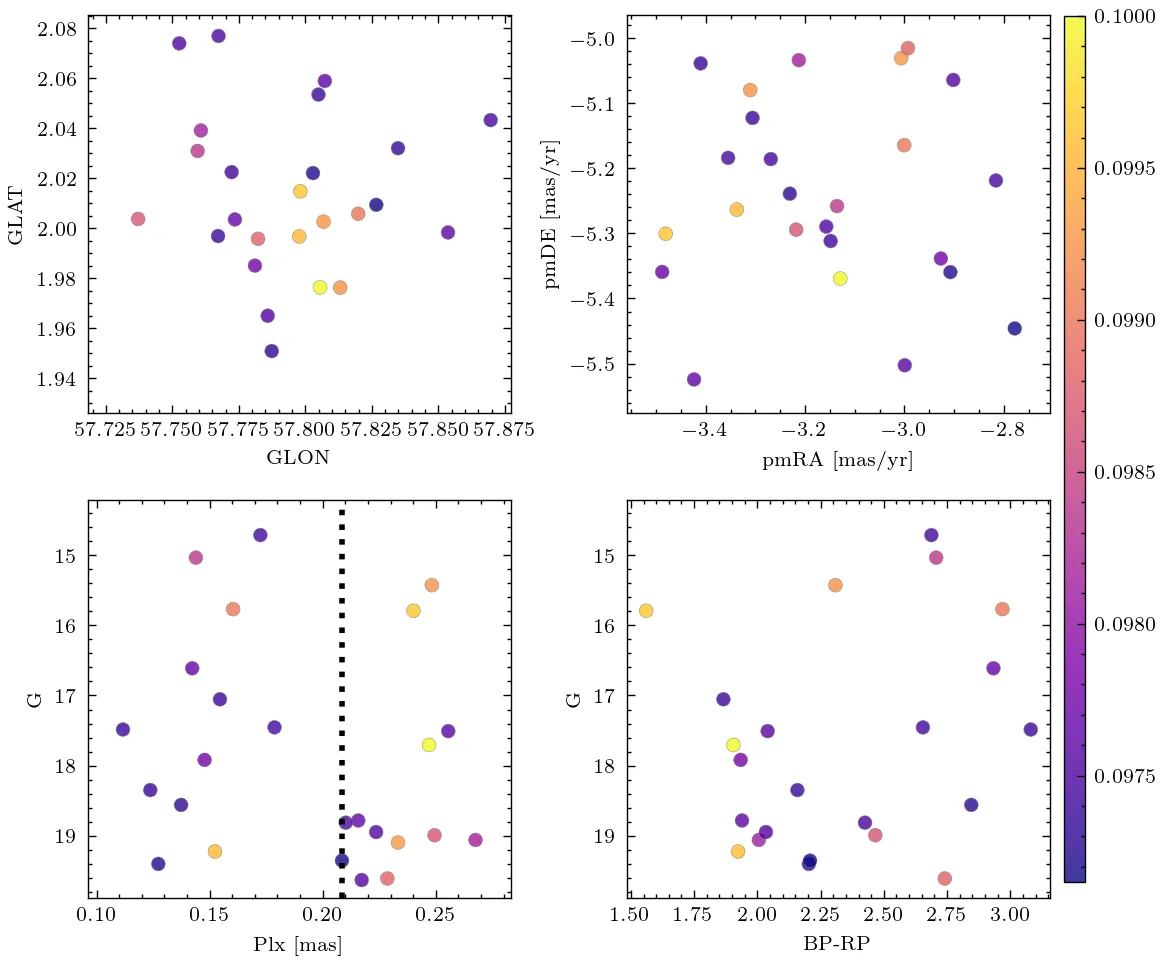 2.08
2.06
2.04
2.02
2.00
1.98
1.96
1.94
GLAT
57.725 57.750 57.775 57.800 57.825 57.850 57.875
GLON
−5.0
−5.1
−5.2
−5.3
−5.4
−5.5
pmDE [mas/yr]
−3.4 −3.2 −3.0 −2.8
pmRA [mas/yr]
0.1000
0.0995
0.0990
0.0985
0.0980
0.0975
15
16
17
18
19
G
0.10 0.15 0.20 0.25
Plx [mas]
15
16
17
18
19
G
1.50 1.75 2.00 2.25 2.50 2.75 3.00
BP-RP